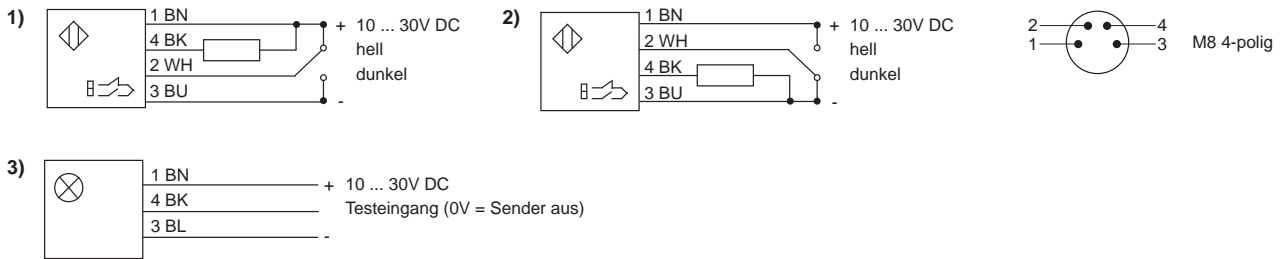 1)
1 BN
+ 10 ... 30V DC
4 BK
hell
2 WH
dunkel
3 BU
-
2)
1 BN
+ 10 ... 30V DC
2 WH
hell
4 BK
dunkel
3 BU
-
2 4
1 3 M8 4-polig
3)
1 BN
+ 10 ... 30V DC
4 BK
Testeingang (0V = Sender aus)
3 BL
-